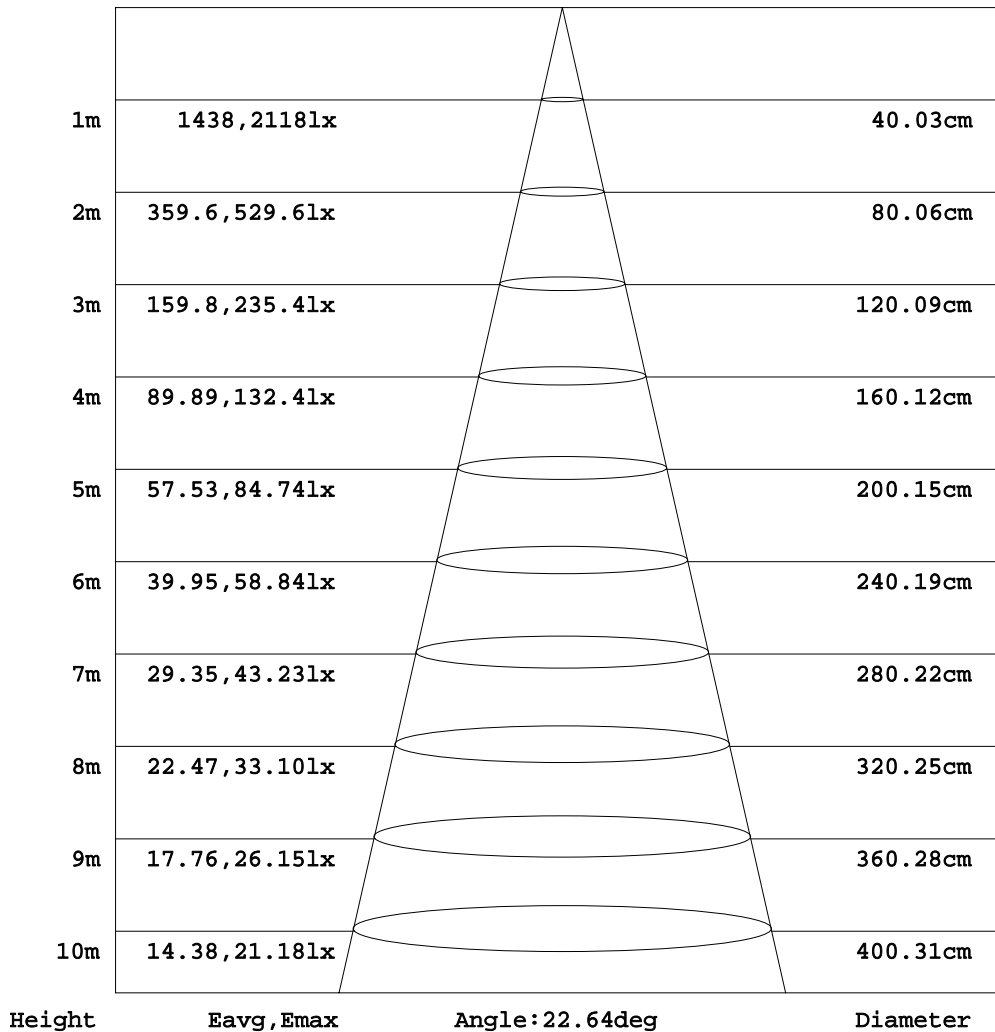 1m 1438,2118lx 40.03cm
2m 359.6,529.6lx 80.06cm
3m 159.8,235.4lx 120.09cm
4m 89.89,132.4lx 160.12cm
5m 57.53,84.74lx 200.15cm
6m 39.95,58.84lx 240.19cm
7m 29.35,43.23lx 280.22cm
8m 22.47,33.10lx 320.25cm
9m 17.76,26.15lx 360.28cm
10m 14.38,21.18lx 400.31cm
Height Eavg,Emax Angle:22.64deg Diameter